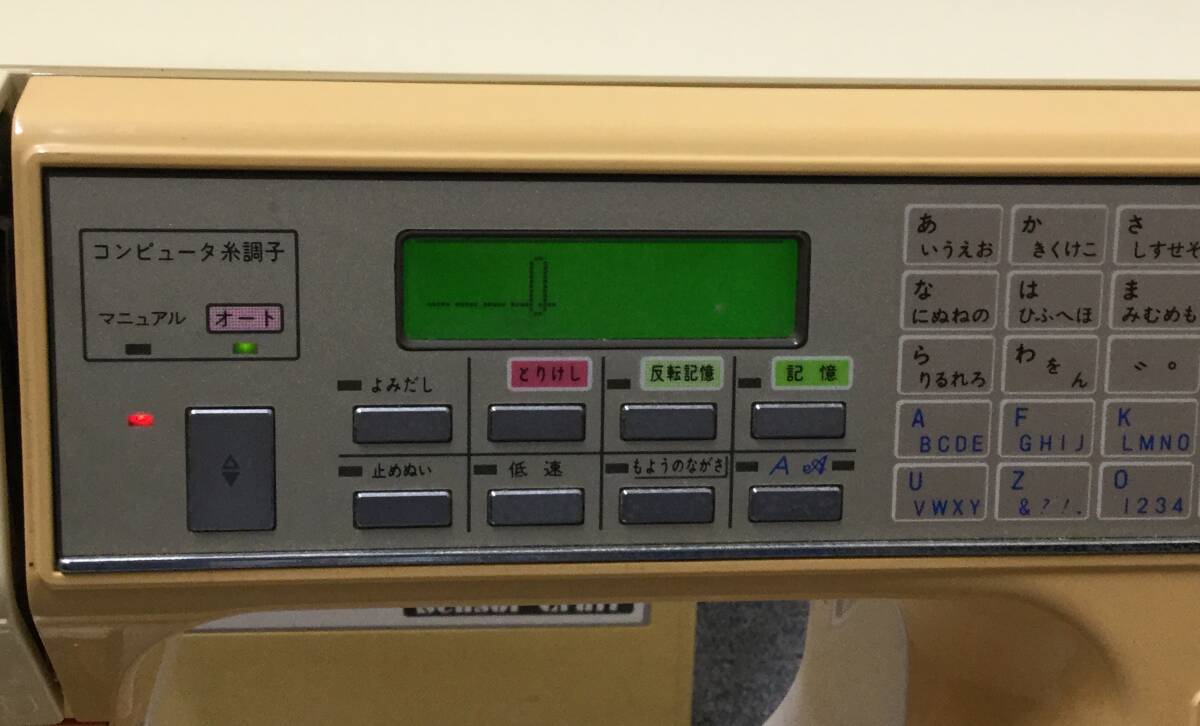 コンピュータ糸調子
マニュアル オート
よみだし とりけし 反転記憶 記憶
止めぬい 低速 もようのながさ A A
あ か さ
いうえお きくけこ しすせそ
な は ま
にぬねの ひふへほ みむめも
ら わ ゛゜
りるれろ を ん
A F K
BCDE GHIJ LMNO
U Z 0
VWXY &?!. 1234